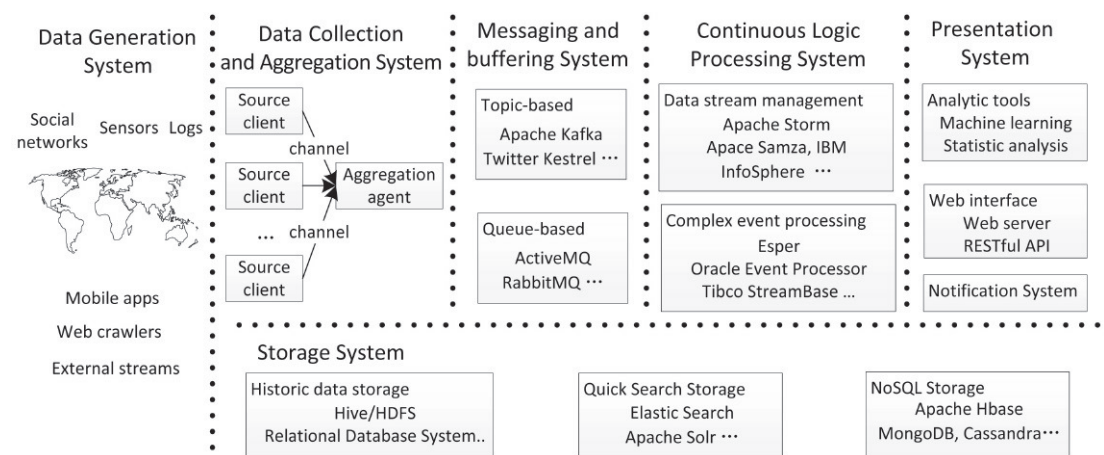 Data Generation
System
Social
networks
Sensors
Logs
Mobile apps
Web crawlers
External streams
Data Collection
and Aggregation System
Source
client
channel
Source
client
Aggregation
agent
...
channel
Source
client
Messaging and
buffering System
Topic-based
Apache Kafka
Twitter Kestrel ···
Queue-based
ActiveMQ
RabbitMQ ···
Continuous Logic
Processing System
Data stream management
Apache Storm
Apace Samza, IBM
InfoSphere ···
Complex event processing
Esper
Oracle Event Processor
Tibco StreamBase ...
Presentation
System
Analytic tools
Machine learning
Statistic analysis
Web interface
Web server
RESTful API
Notification System
Storage System
Historic data storage
Hive/HDFS
Relational Database System..
Quick Search Storage
Elastic Search
Apache Solr ···
NoSQL Storage
Apache Hbase
MongoDB, Cassandra···